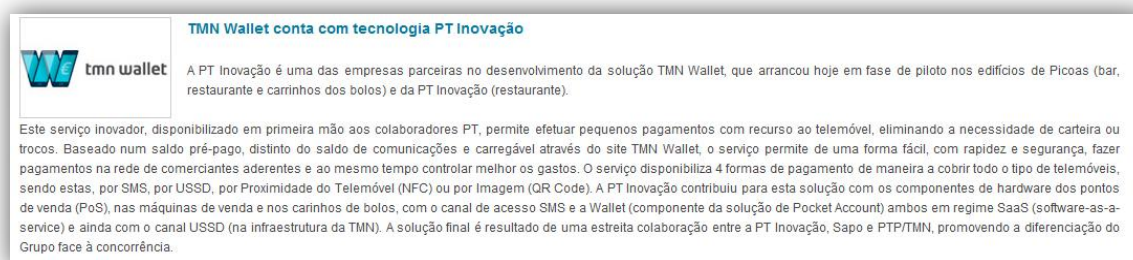 TMN Wallet conta com tecnologia PT Inovação
tmn wallet
A PT Inovação é uma das empresas parceiras no desenvolvimento da solução TMN Wallet, que arrancou hoje em fase de piloto nos edifícios de Picoas (bar,
restaurante e carrinhos dos bolos) e da PT Inovação (restaurante).
Este serviço inovador, disponibilizado em primeira mão aos colaboradores PT, permite efetuar pequenos pagamentos com recurso ao telemóvel, eliminando a necessidade de carteira ou
trocos. Baseado num saldo pré-pago, distinto do saldo de comunicações e carregável através do site TMN Wallet, o serviço permite de uma forma fácil, com rapidez e segurança, fazer
pagamentos na rede de comerciantes aderentes e ao mesmo tempo controlar melhor os gastos. O serviço disponibiliza 4 formas de pagamento de maneira a cobrir todo o tipo de telemóveis,
sendo estas, por SMS, por USSD, por Proximidade do Telemóvel (NFC) ou por Imagem (QR Code). A PT Inovação contribuiu para esta solução com os componentes de hardware dos pontos
de venda (PoS), nas máquinas de venda e nos carinhos de bolos, com o canal de acesso SMS e a Wallet (componente da solução de Pocket Account) ambos em regime SaaS (software-as-a-
service) e ainda com o canal USSD (na infraestrutura da TMN). A solução final é resultado de uma estreita colaboração entre a PT Inovação, Sapo e PTP/TMN, promovendo a diferenciação do
Grupo face à concorrência.